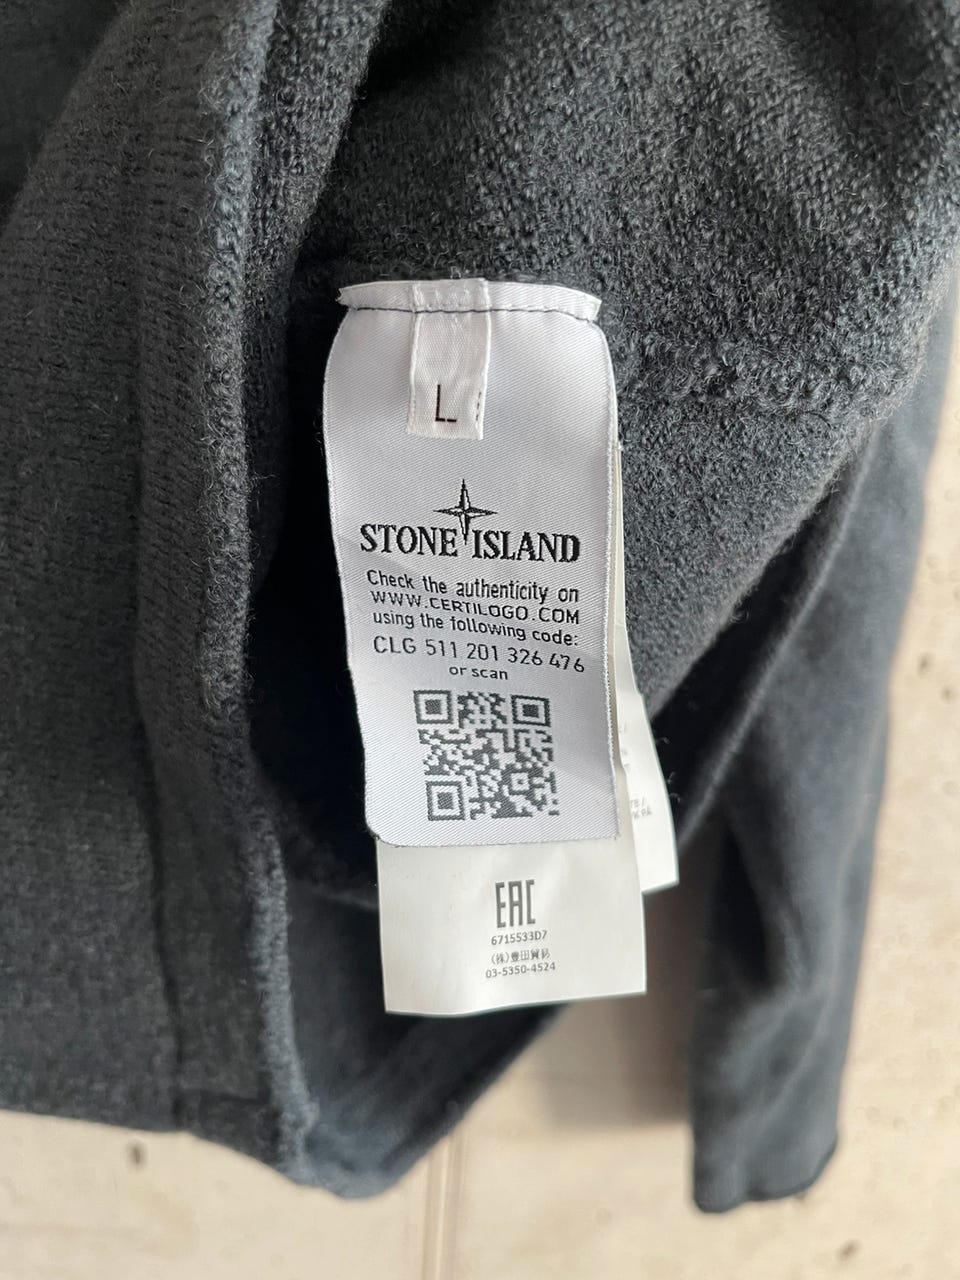 L
STONE ISLAND
Check the authenticity on
WWW.CERTILOGO.COM
using the following code:
CLG 511 201 326 476
or scan
EAC
6715533D7
(株)豊田貿易
03-5350-4524